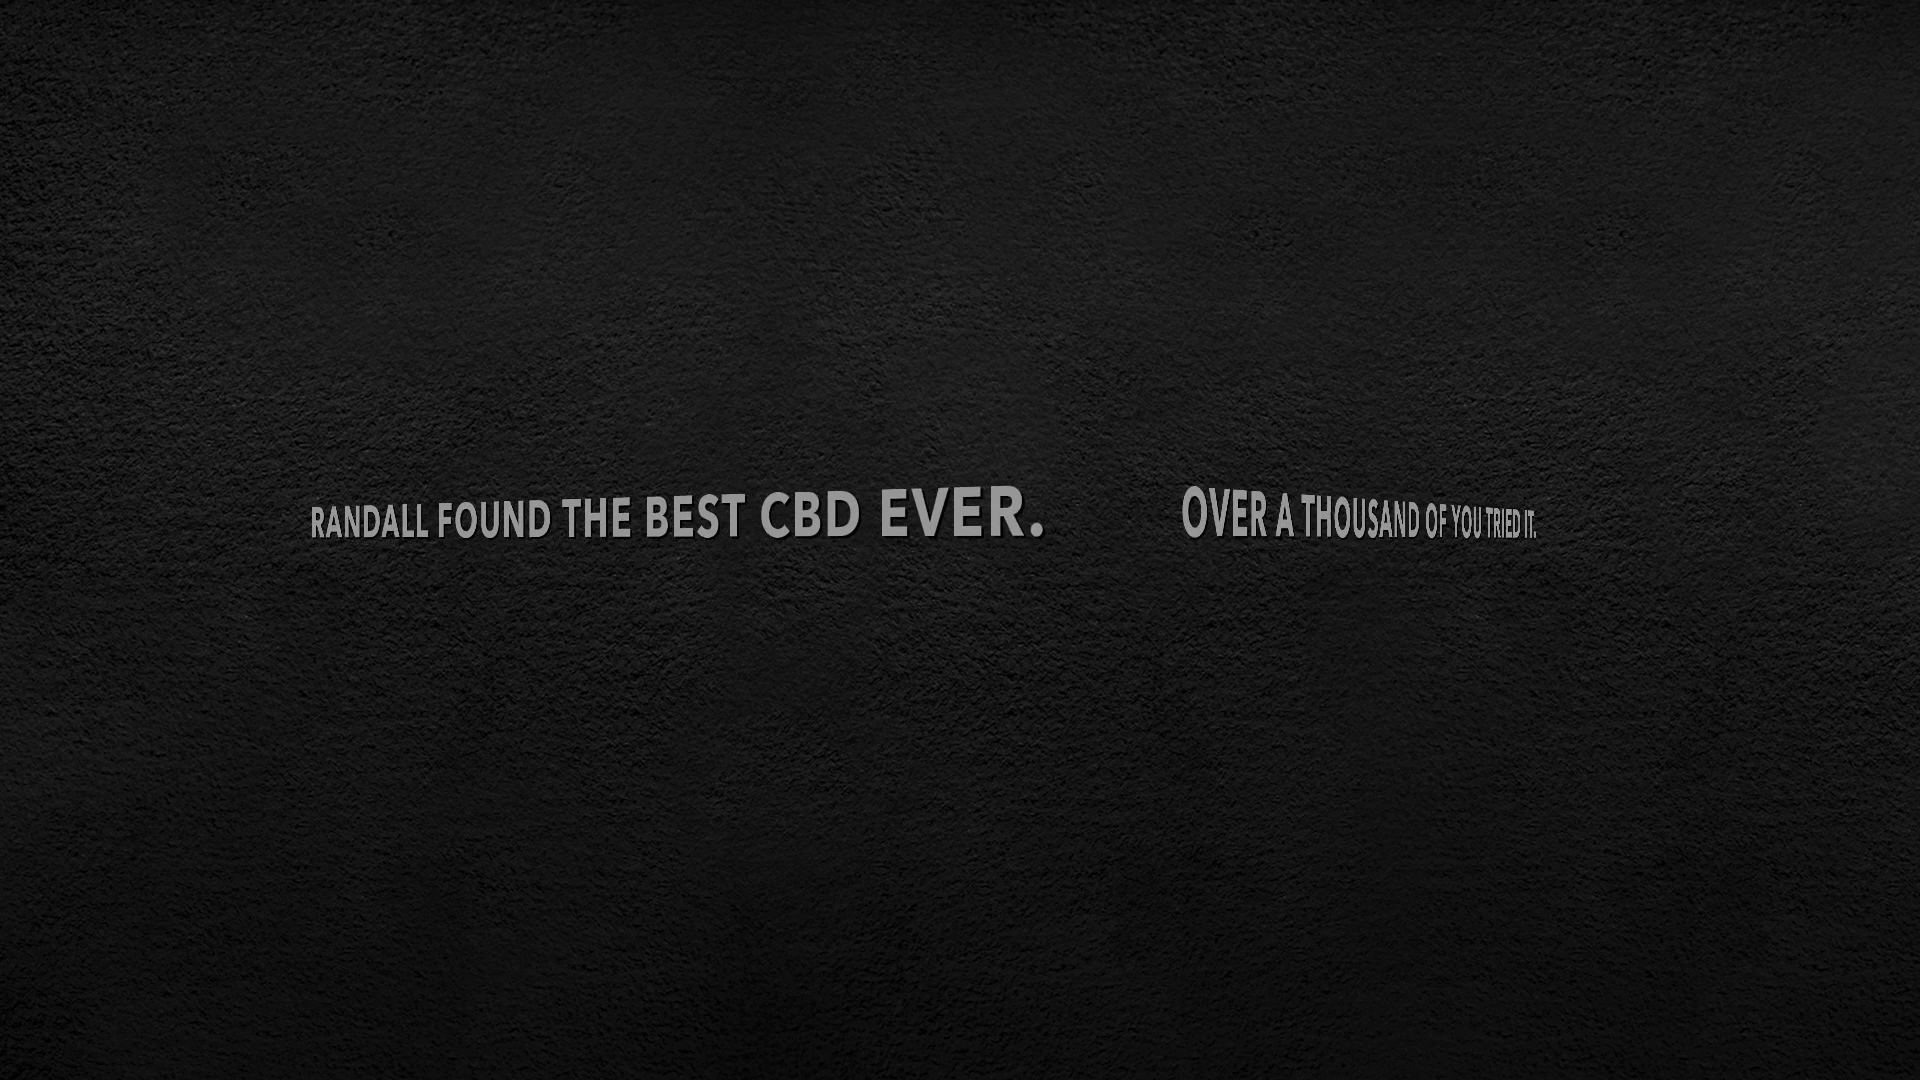 RANDALL FOUND THE BEST CBD EVER.
OVER A THOUSAND OF YOU TRIED IT.